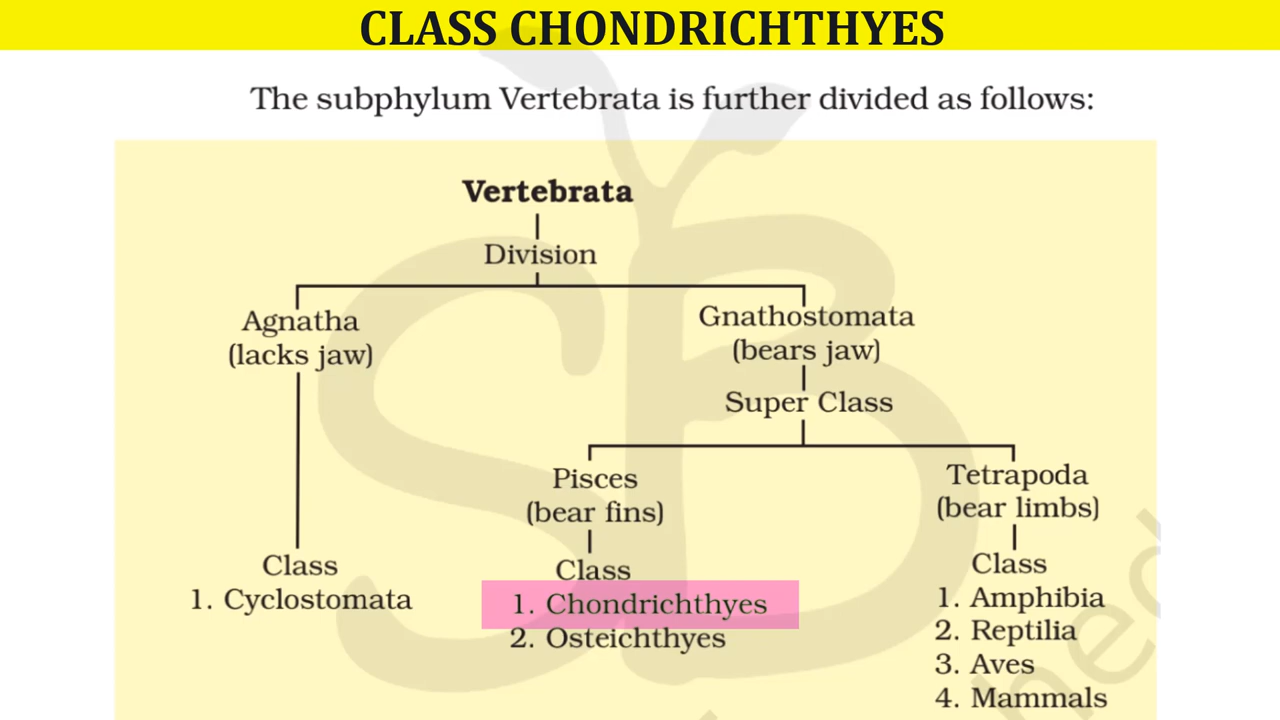 CLASS CHONDRICHTHYES
The subphylum Vertebrata is further divided as follows:
Vertebrata
Division
Agnatha
(lacks jaw)
Gnathostomata
(bears jaw)
Super Class
Pisces
(bear fins)
Tetrapoda
(bear limbs)
Class
1. Cyclostomata
Class
1. Chondrichthyes
2. Osteichthyes
Class
1. Amphibia
2. Reptilia
3. Aves
4. Mammals